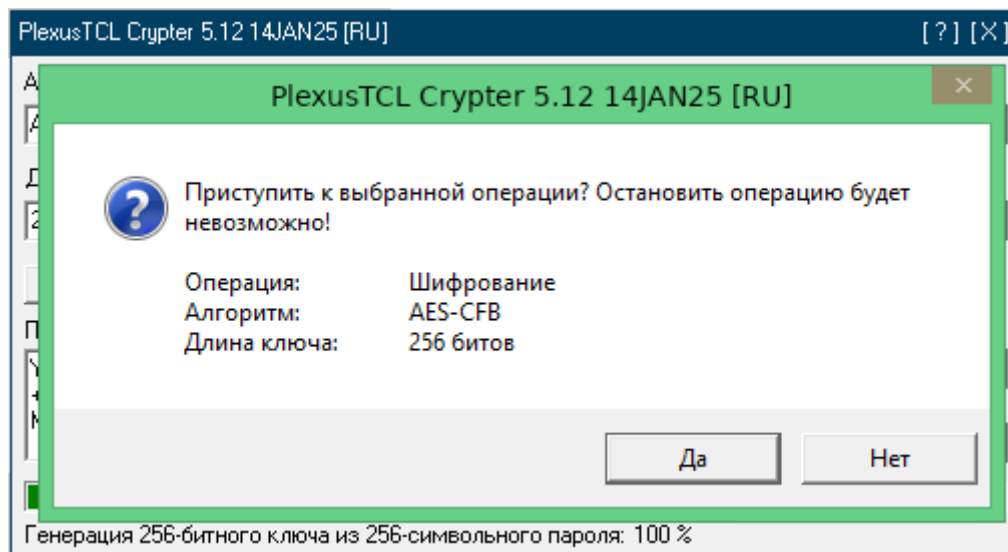 PlexusTCL Crypter 5.12 14JAN25 [RU] [?] [X]
PlexusTCL Crypter 5.12 14JAN25 [RU]
Приступить к выбранной операции? Остановить операцию будет
невозможно!
Операция: Шифрование
Алгоритм: AES-CFB
Длина ключа: 256 битов
Да Нет
Генерация 256-битного ключа из 256-символьного пароля: 100 %